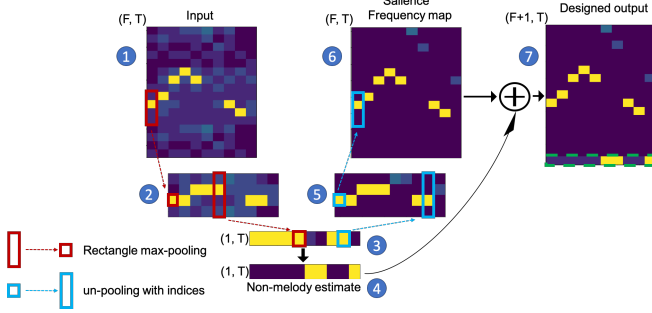 Input
Salience
Frequency map
Designed output
(F, T)
(F, T)
(F+1, T)
1
6
7
2
5
(1, T)
3
(1, T)
4
Non-melody estimate
Rectangle max-pooling
un-pooling with indices